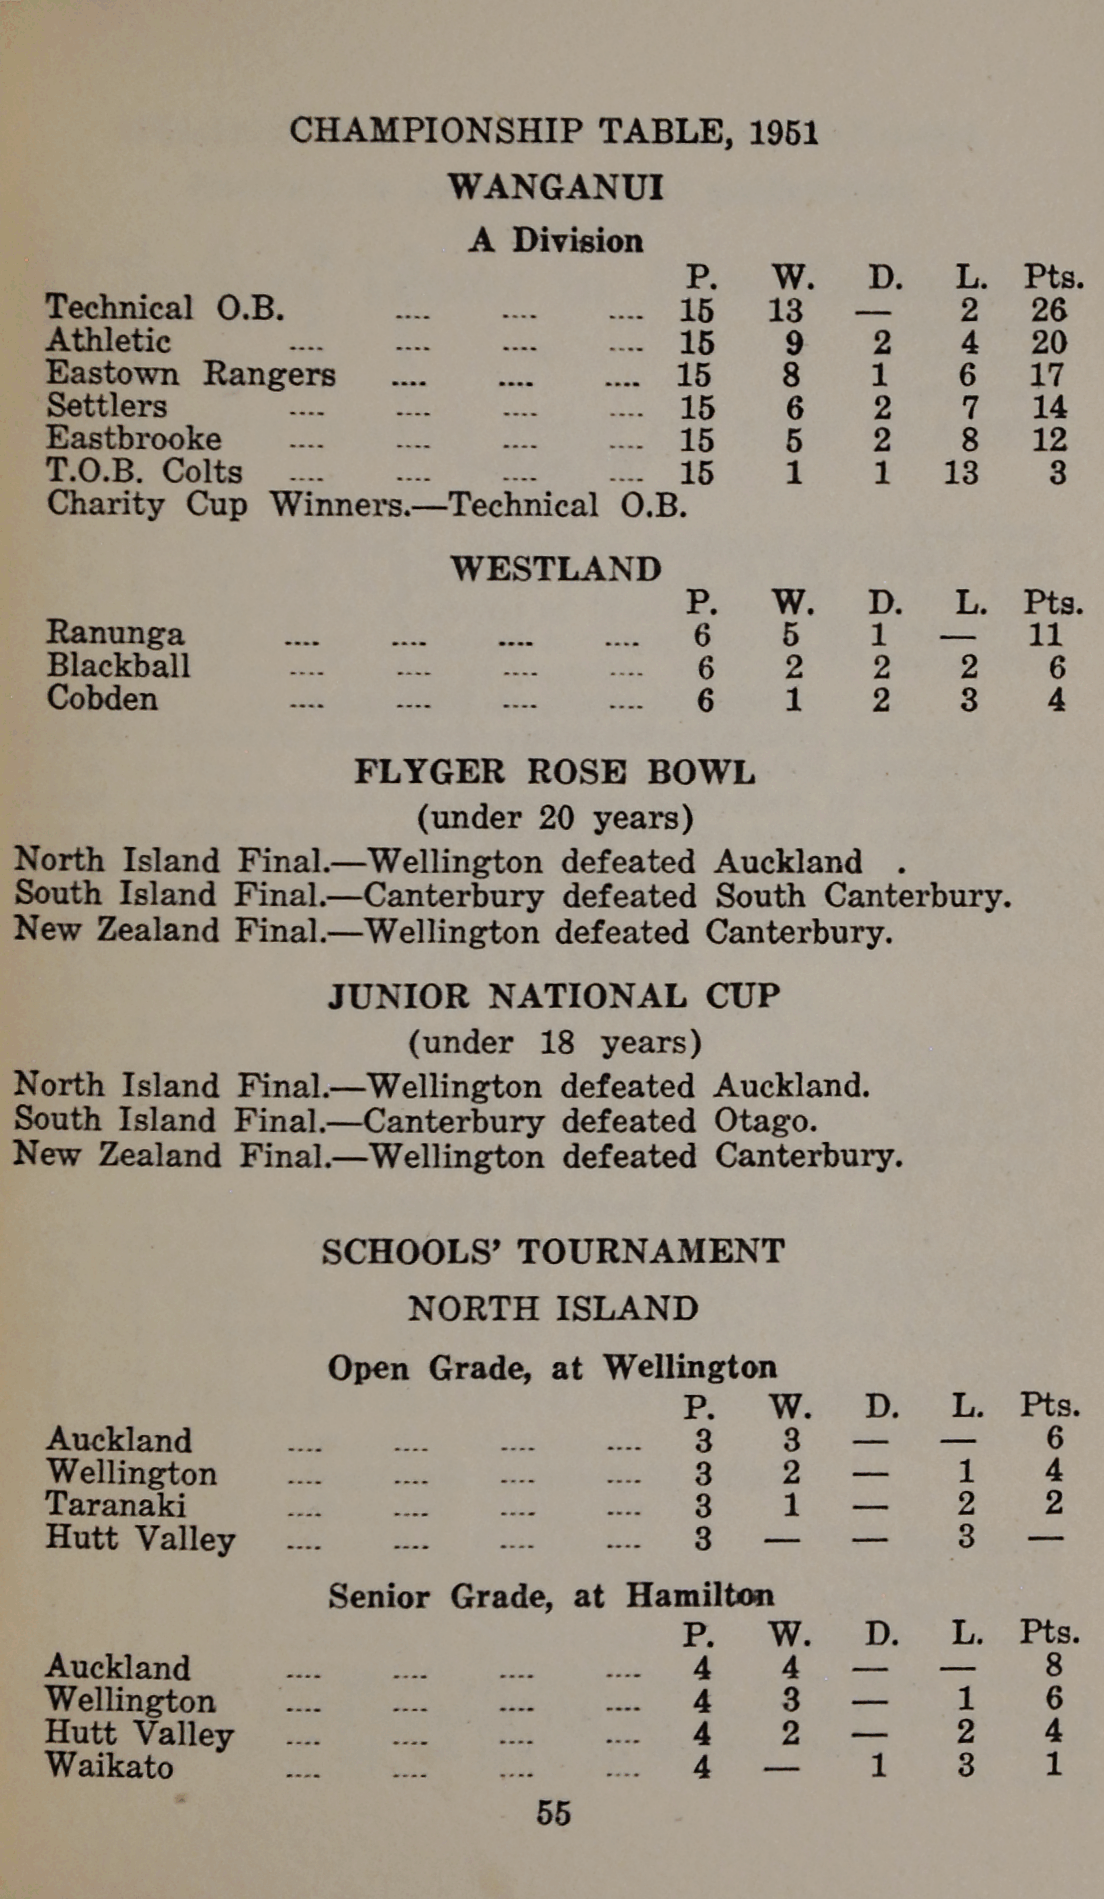 CHAMPIONSHIP TABLE, 1951
WANGANUI
A Division
P. W. D. L. Pts.
Technical O.B. .... .... .... 15 13 — 2 26
Athletic .... .... .... .... 15 9 2 4 20
Eastown Rangers .... .... .... 15 8 1 6 17
Settlers .... .... .... .... 15 6 2 7 14
Eastbrooke .... .... .... .... 15 5 2 8 12
T.O.B. Colts .... .... .... .... 15 1 1 13 3
Charity Cup Winners.—Technical O.B.
WESTLAND
P. W. D. L. Pts.
Ranunga .... .... .... .... 6 5 1 — 11
Blackball .... .... .... .... 6 2 2 2 6
Cobden .... .... .... .... 6 1 2 3 4
FLYGER ROSE BOWL
(under 20 years)
North Island Final.—Wellington defeated Auckland .
South Island Final.—Canterbury defeated South Canterbury.
New Zealand Final.—Wellington defeated Canterbury.
JUNIOR NATIONAL CUP
(under 18 years)
North Island Final.—Wellington defeated Auckland.
South Island Final.—Canterbury defeated Otago.
New Zealand Final.—Wellington defeated Canterbury.
SCHOOLS' TOURNAMENT
NORTH ISLAND
Open Grade, at Wellington
P. W. D. L. Pts.
Auckland .... .... .... .... 3 3 — — 6
Wellington .... .... .... .... 3 2 — 1 4
Taranaki .... .... .... .... 3 1 — 2 2
Hutt Valley .... .... .... .... 3 — — 3 —
Senior Grade, at Hamilton
P. W. D. L. Pts.
Auckland .... .... .... .... 4 4 — — 8
Wellington .... .... .... .... 4 3 — 1 6
Hutt Valley .... .... .... .... 4 2 — 2 4
Waikato .... .... .... .... 4 — 1 3 1
55